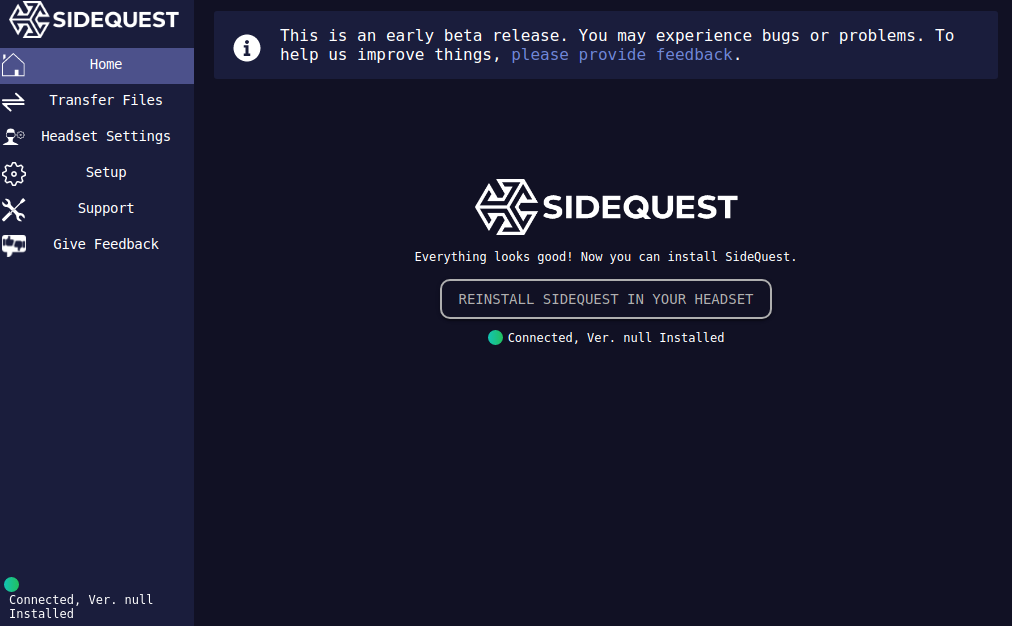 SIDEQUEST
Home
Transfer Files
Headset Settings
Setup
Support
Give Feedback
Connected, Ver. null
Installed
This is an early beta release. You may experience bugs or problems. To
help us improve things, please provide feedback.
SIDEQUEST
Everything looks good! Now you can install SideQuest.
REINSTALL SIDEQUEST IN YOUR HEADSET
Connected, Ver. null Installed